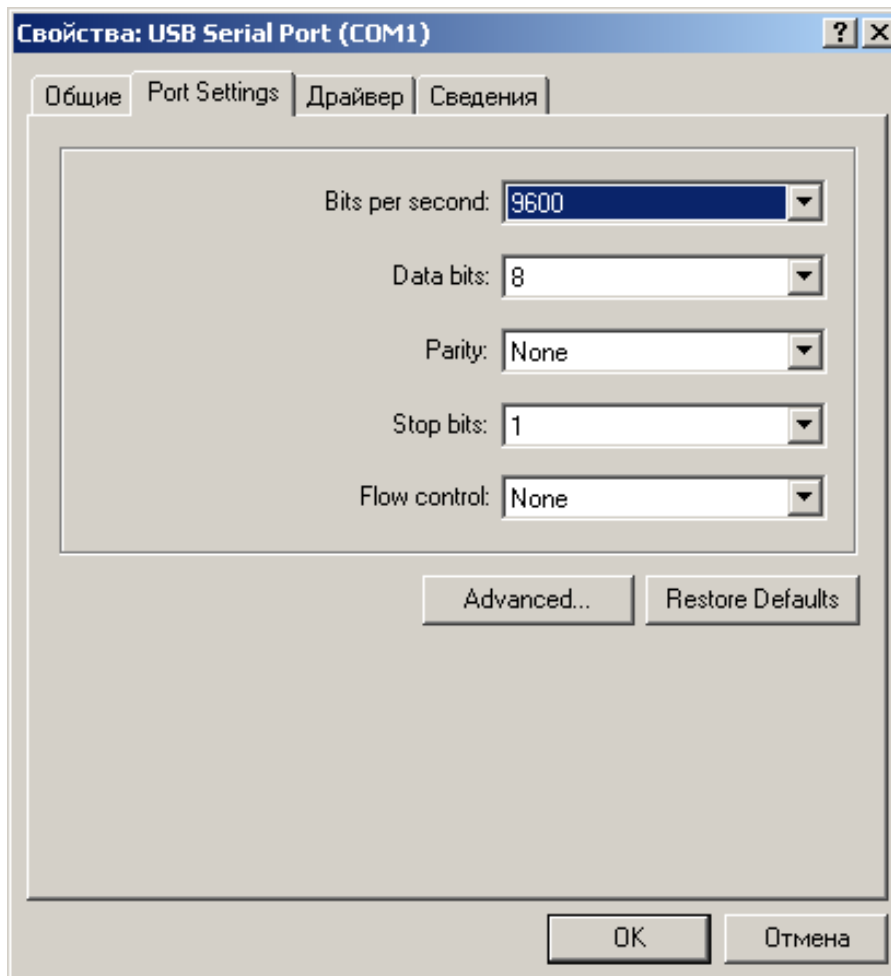 Свойства: USB Serial Port (COM1)
Общие Port Settings Драйвер Сведения
Bits per second: 9600
Data bits: 8
Parity: None
Stop bits: 1
Flow control: None
Advanced... Restore Defaults
OK Отмена